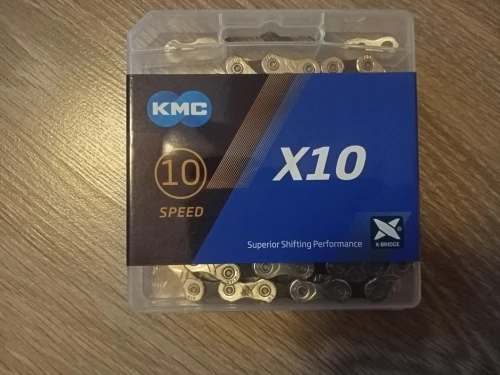 KMC
10
SPEED
X10
Superior Shifting Performance
X-BRIDGE